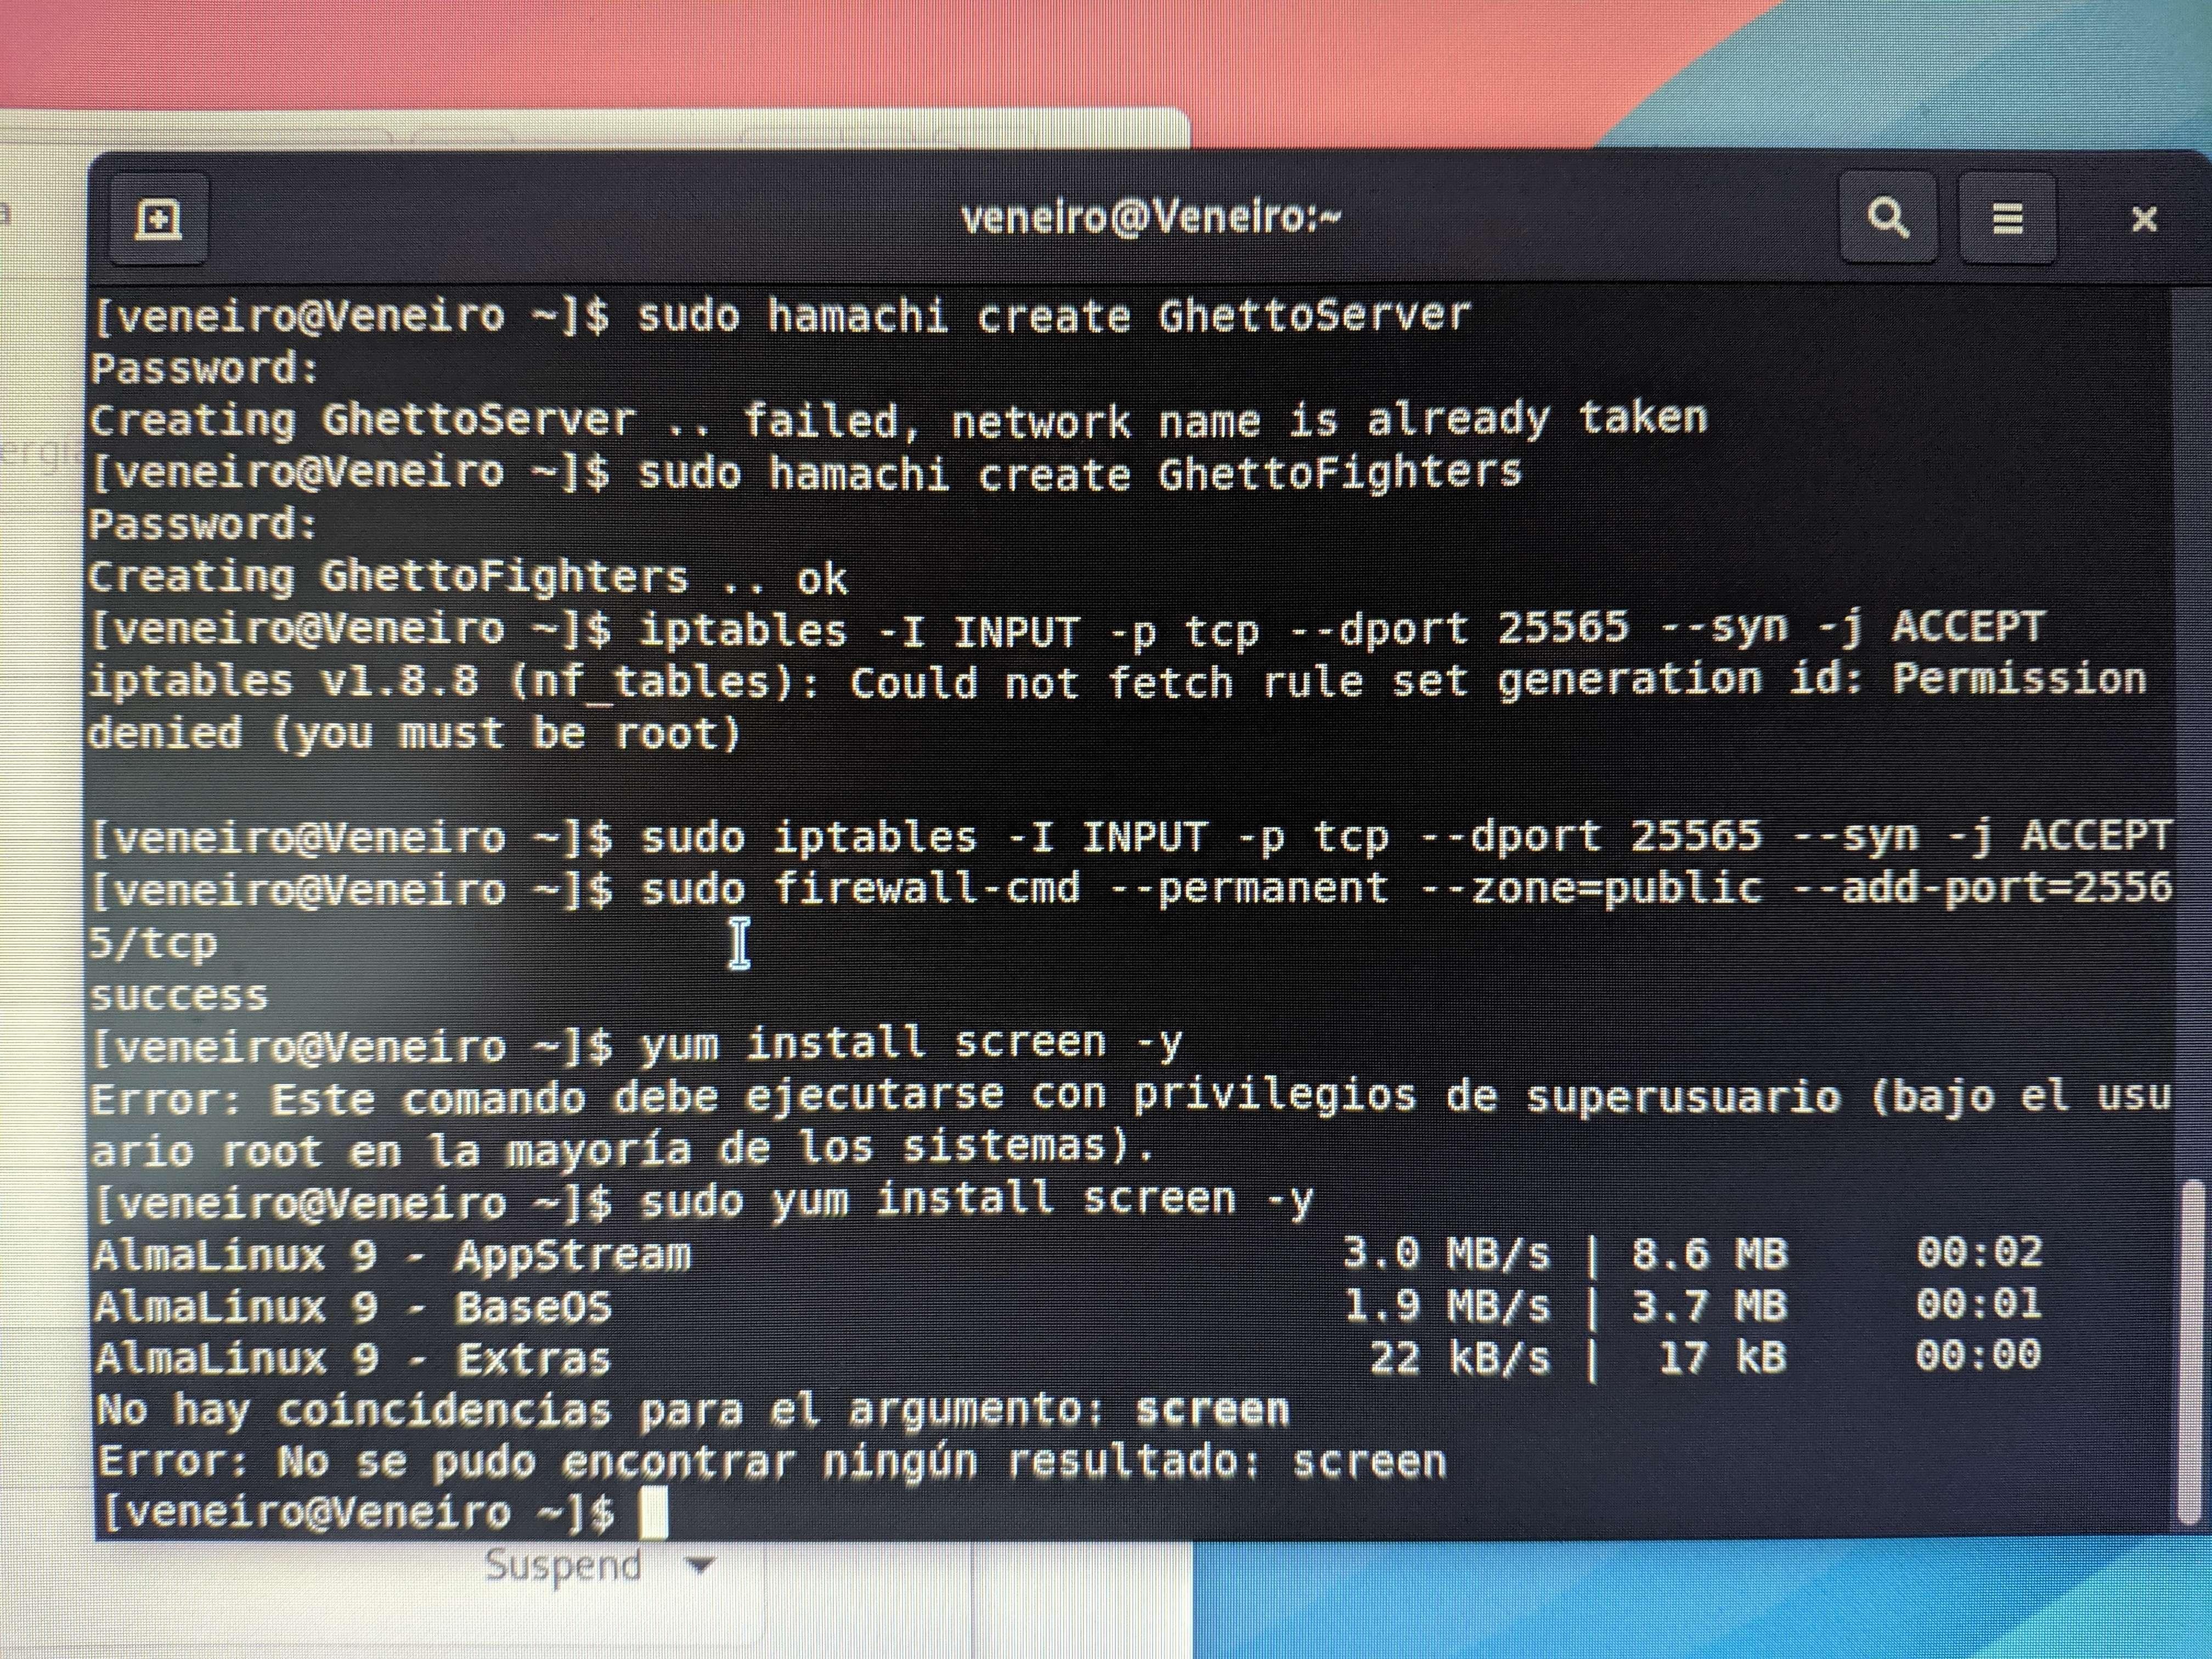 veneiro@Veneiro:~
[veneiro@Veneiro ~]$ sudo hamachi create GhettoServer
Password:
Creating GhettoServer .. failed, network name is already taken
[veneiro@Veneiro ~]$ sudo hamachi create GhettoFighters
Password:
Creating GhettoFighters .. ok
[veneiro@Veneiro ~]$ iptables -I INPUT -p tcp --dport 25565 --syn -j ACCEPT
iptables v1.8.8 (nf_tables): Could not fetch rule set generation id: Permission
denied (you must be root)
[veneiro@Veneiro ~]$ sudo iptables -I INPUT -p tcp --dport 25565 --syn -j ACCEPT
[veneiro@Veneiro ~]$ sudo firewall-cmd --permanent --zone=public --add-port=2556
5/tcp
success
[veneiro@Veneiro ~]$ yum install screen -y
Error: Este comando debe ejecutarse con privilegios de superusuario (bajo el usu
ario root en la mayoría de los sistemas).
[veneiro@Veneiro ~]$ sudo yum install screen -y
AlmaLinux 9 - AppStream 3.0 MB/s | 8.6 MB 00:02
AlmaLinux 9 - BaseOS 1.9 MB/s | 3.7 MB 00:01
AlmaLinux 9 - Extras 22 kB/s | 17 kB 00:00
No hay coincidencias para el argumento: screen
Error: No se pudo encontrar ningún resultado: screen
[veneiro@Veneiro ~]$
Suspend